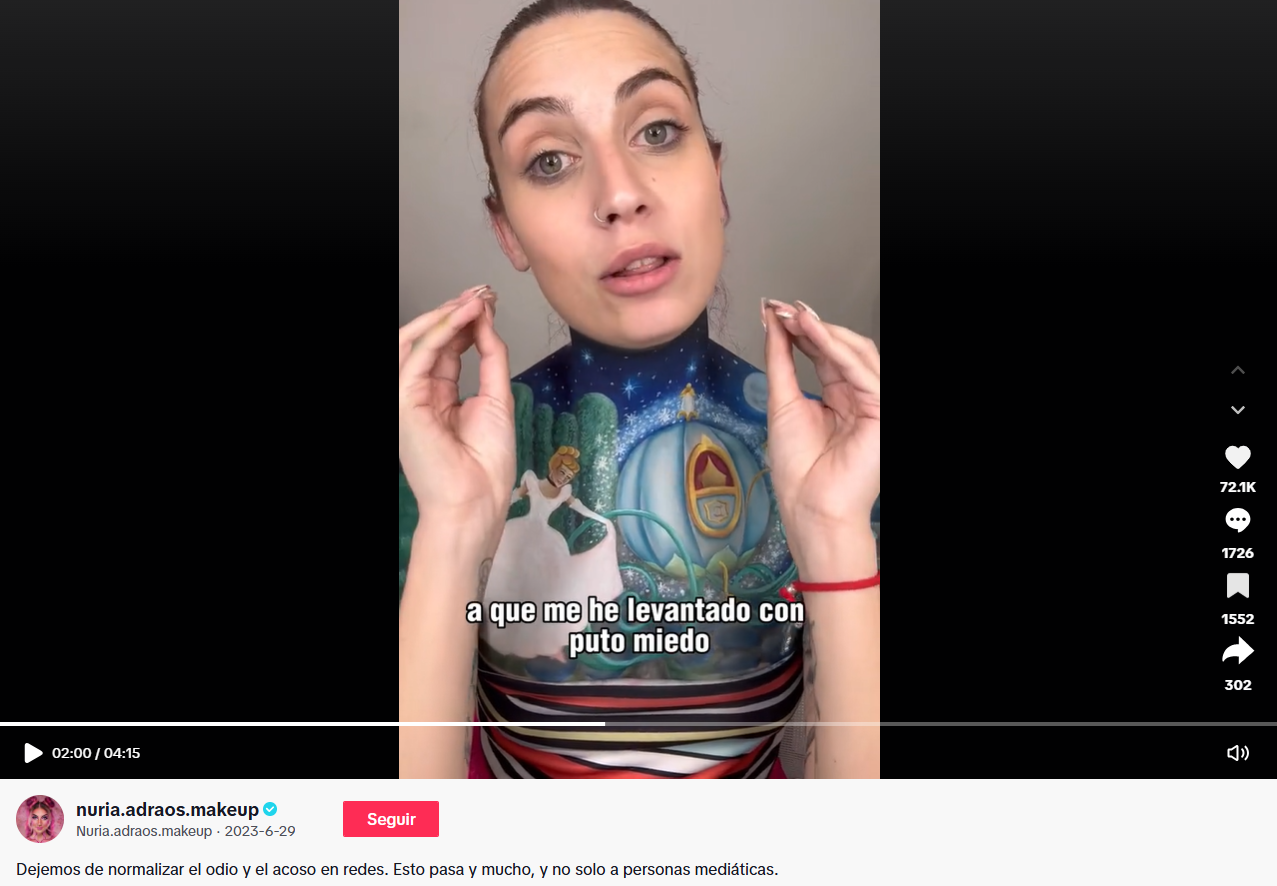 a que me he levantado con
puto miedo
72.1K
1726
1552
302
02:00 / 04:15
nuria.adraos.makeup
Nuria.adraos.makeup · 2023-6-29
Seguir
Dejemos de normalizar el odio y el acoso en redes. Esto pasa y mucho, y no solo a personas mediáticas.